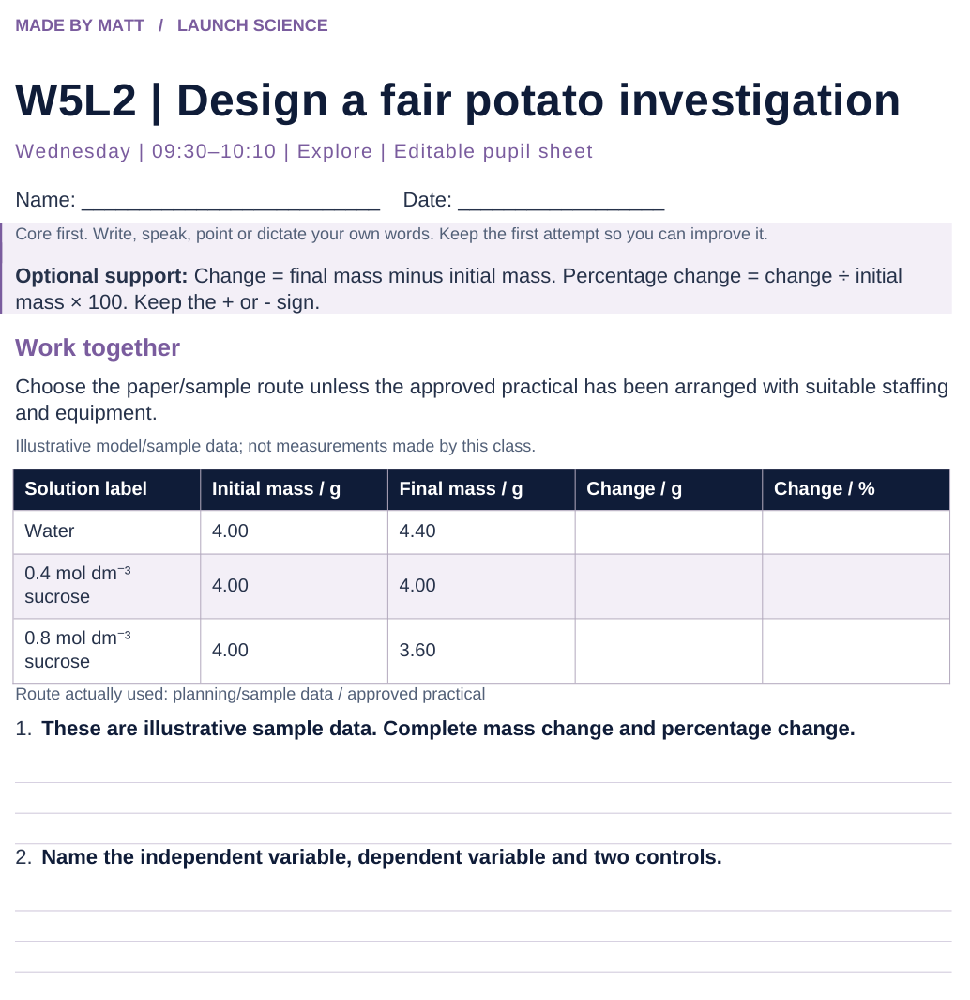 MADE BY MATT / LAUNCH SCIENCE
W5L2 | Design a fair potato investigation
Wednesday | 09:30–10:10 | Explore | Editable pupil sheet
Name: __________________________ Date: __________________
Core first. Write, speak, point or dictate your own words. Keep the first attempt so you can improve it.
Optional support: Change = final mass minus initial mass. Percentage change = change ÷ initial
mass × 100. Keep the + or - sign.
Work together
Choose the paper/sample route unless the approved practical has been arranged with suitable staffing
and equipment.
Illustrative model/sample data; not measurements made by this class.
Solution label Initial mass / g Final mass / g Change / g Change / %
Water 4.00 4.40
0.4 mol dm⁻³
sucrose 4.00 4.00
0.8 mol dm⁻³
sucrose 4.00 3.60
Route actually used: planning/sample data / approved practical
1. These are illustrative sample data. Complete mass change and percentage change.
2. Name the independent variable, dependent variable and two controls.